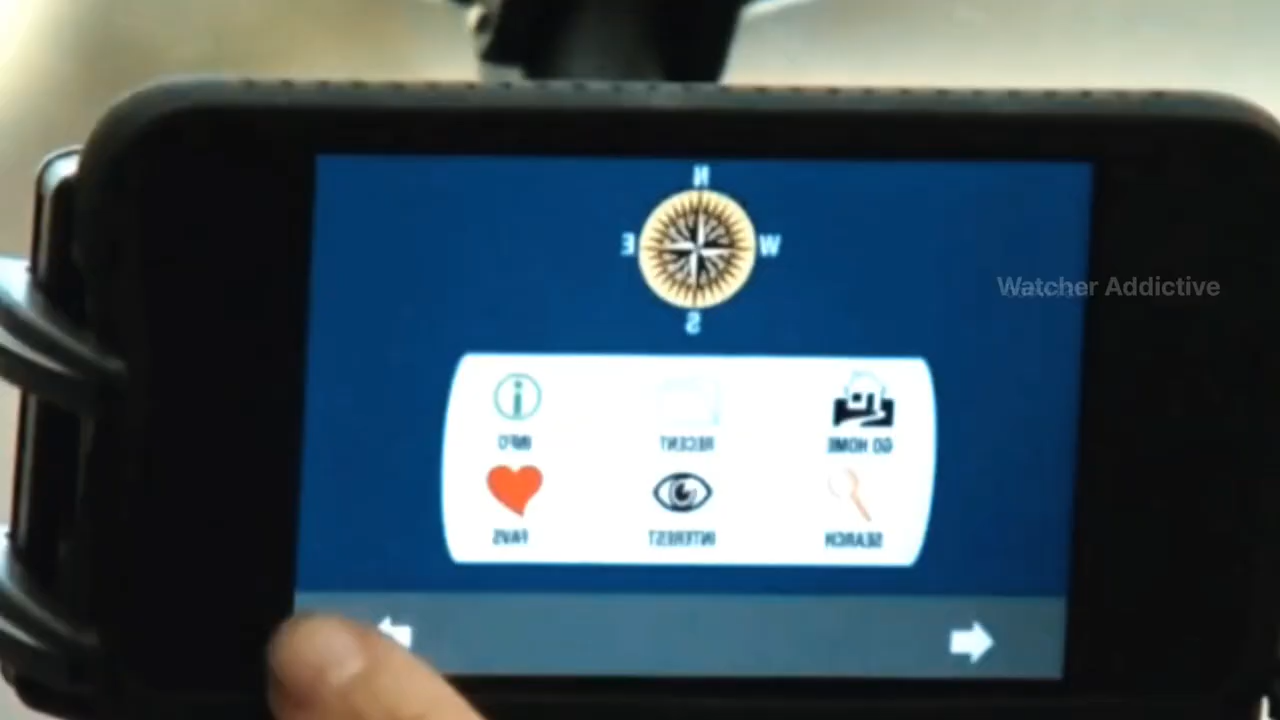 N
E W
S
Watcher Addictive
INFO RECENT GO HOME
FAVS INTEREST SEARCH